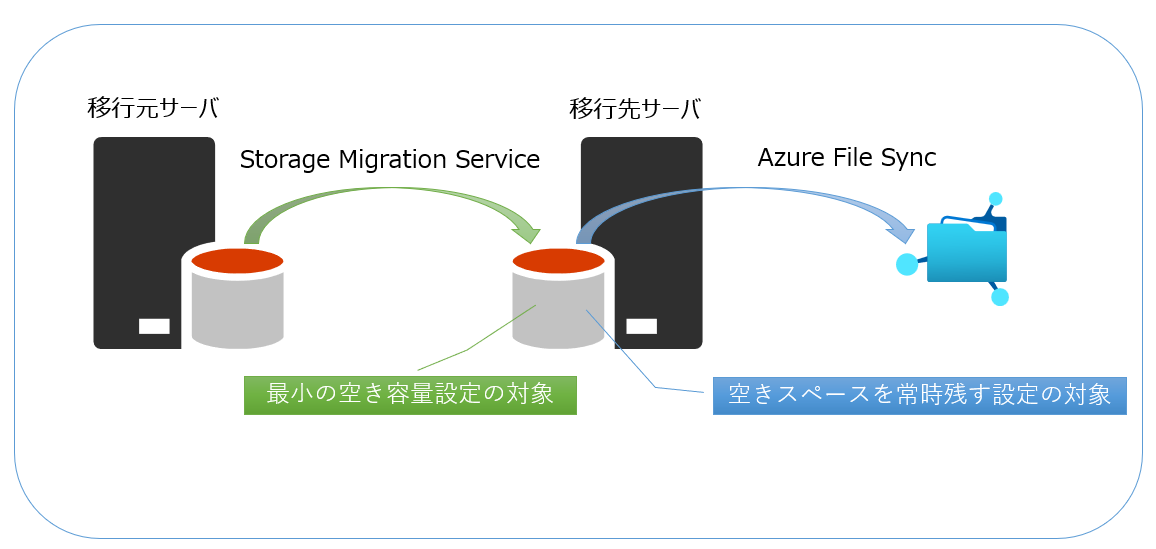 移行元サーバ
移行先サーバ
Storage Migration Service
Azure File Sync
最小の空き容量設定の対象
空きスペースを常時残す設定の対象